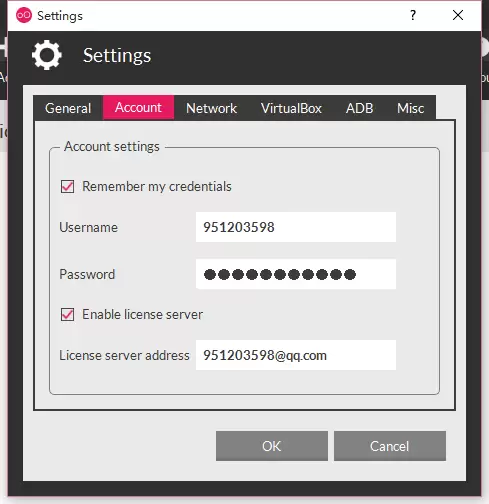 Settings
Settings
General Account Network VirtualBox ADB Misc
Account settings
Remember my credentials
Username 951203598
Password ●●●●●●●●●●●
Enable license server
License server address 951203598@qq.com
OK Cancel